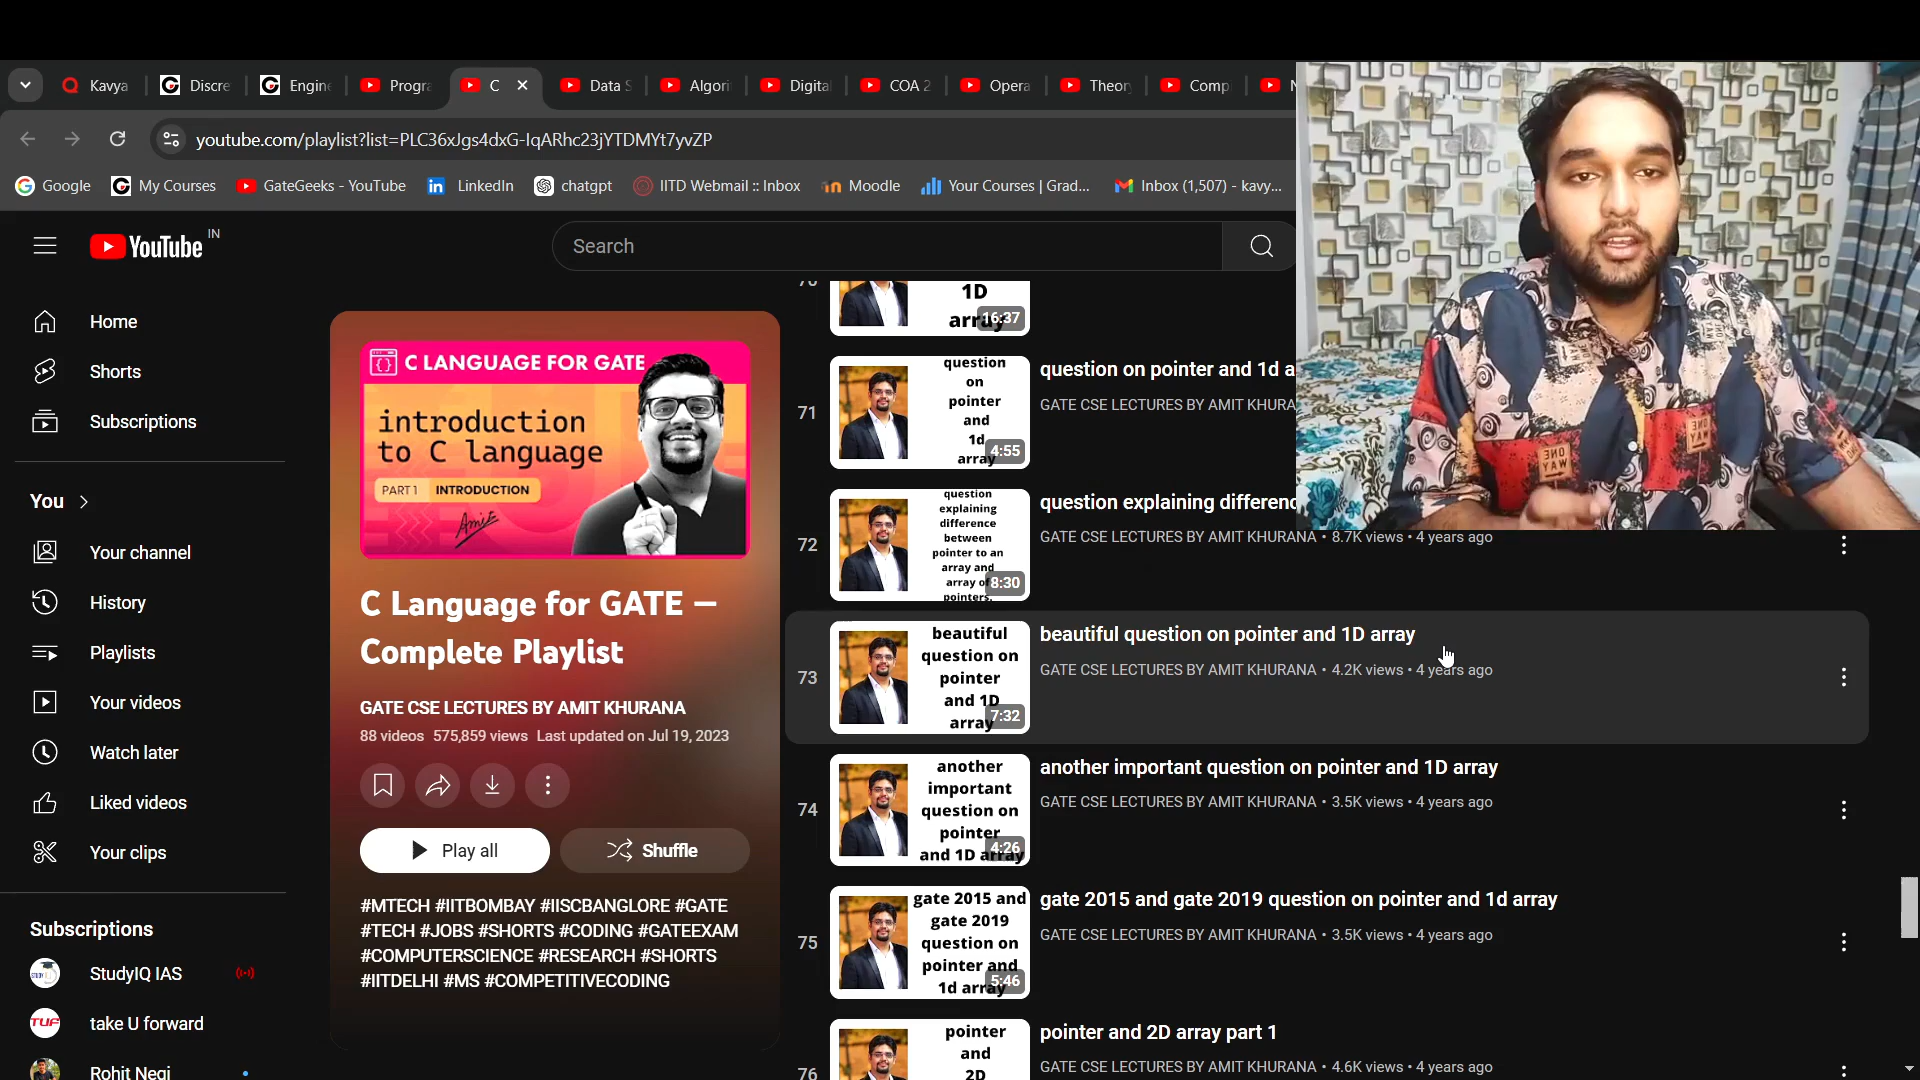 Kavya
Discre
Engine
Progra
C
Data S
Algori
Digita
COA 2
Opera
Theory
Comp
youtube.com/playlist?list=PLC36xJgs4dxG-IqARhc23jYTDMYt7yvZP
Google
My Courses
GateGeeks - YouTube
LinkedIn
chatgpt
IITD Webmail :: Inbox
Moodle
Your Courses | Grad...
Inbox (1,507) - kavy...
YouTube IN
Search
Home
Shorts
Subscriptions
You
Your channel
History
Playlists
Your videos
Watch later
Liked videos
Your clips
Subscriptions
StudyIQ IAS
TUF
take U forward
Rohit Negi
C LANGUAGE FOR GATE
introduction
to C language
PART 1 INTRODUCTION
Amit
C Language for GATE –
Complete Playlist
GATE CSE LECTURES BY AMIT KHURANA
88 videos 575,859 views Last updated on Jul 19, 2023
Play all
Shuffle
#MTECH #IITBOMBAY #IISCBANGLORE #GATE
#TECH #JOBS #SHORTS #CODING #GATEEXAM
#COMPUTERSCIENCE #RESEARCH #SHORTS
#IITDELHI #MS #COMPETITIVECODING
1D
array
16:37
71
question
on
pointer
and
1d
array
4:55
question on pointer and 1d a
GATE CSE LECTURES BY AMIT KHURA
72
question
explaining
difference
between
pointer to an
array and
array of
pointers.
8:30
question explaining differenc
GATE CSE LECTURES BY AMIT KHURANA • 8.7K views • 4 years ago
73
beautiful
question on
pointer
and 1D
array
7:32
beautiful question on pointer and 1D array
GATE CSE LECTURES BY AMIT KHURANA • 4.2K views • 4 years ago
74
another
important
question on
pointer
and 1D array
4:26
another important question on pointer and 1D array
GATE CSE LECTURES BY AMIT KHURANA • 3.5K views • 4 years ago
75
gate 2015 and
gate 2019
question on
pointer and
1d array
5:46
gate 2015 and gate 2019 question on pointer and 1d array
GATE CSE LECTURES BY AMIT KHURANA • 3.5K views • 4 years ago
76
pointer
and
2D
pointer and 2D array part 1
GATE CSE LECTURES BY AMIT KHURANA • 4.6K views • 4 years ago
ONE
WAY